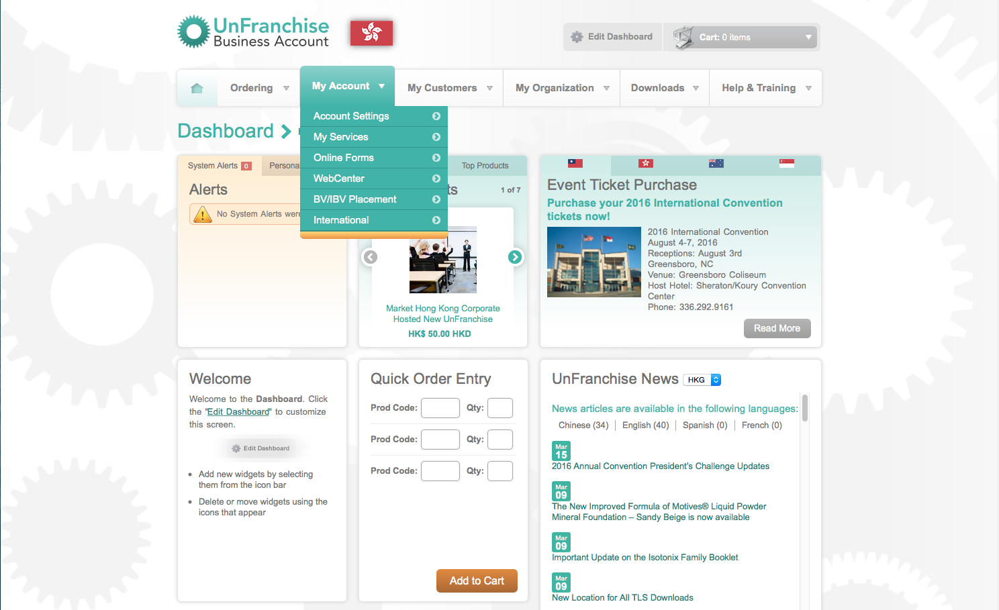 UnFranchise
Business Account
Edit Dashboard
Cart: 0 items
Ordering
My Account
My Customers
My Organization
Downloads
Help & Training
Account Settings
My Services
Online Forms
WebCenter
BV/IBV Placement
International
Dashboard
System Alerts 0
Alerts
No System Alerts were
Top Products
1 of 7
Market Hong Kong Corporate
Hosted New UnFranchise
HK$ 50.00 HKD
Event Ticket Purchase
Purchase your 2016 International Convention
tickets now!
2016 International Convention
August 4-7, 2016
Receptions: August 3rd
Greensboro, NC
Venue: Greensboro Coliseum
Host Hotel: Sheraton/Koury Convention
Center
Phone: 336.292.9161
Read More
Welcome
Welcome to the Dashboard. Click
the "Edit Dashboard" to customize
this screen.
Edit Dashboard
• Add new widgets by selecting
them from the icon bar
• Delete or move widgets using the
icons that appear
Quick Order Entry
Prod Code: Qty:
Prod Code: Qty:
Prod Code: Qty:
Add to Cart
UnFranchise News HKG
News articles are available in the following languages:
Chinese (34) | English (40) | Spanish (0) | French (0)
Mar
15
2016 Annual Convention President's Challenge Updates
Mar
09
The New Improved Formula of Motives® Liquid Powder
Mineral Foundation – Sandy Beige is now available
Mar
09
Important Update on the Isotonix Family Booklet
Mar
09
New Location for All TLS Downloads